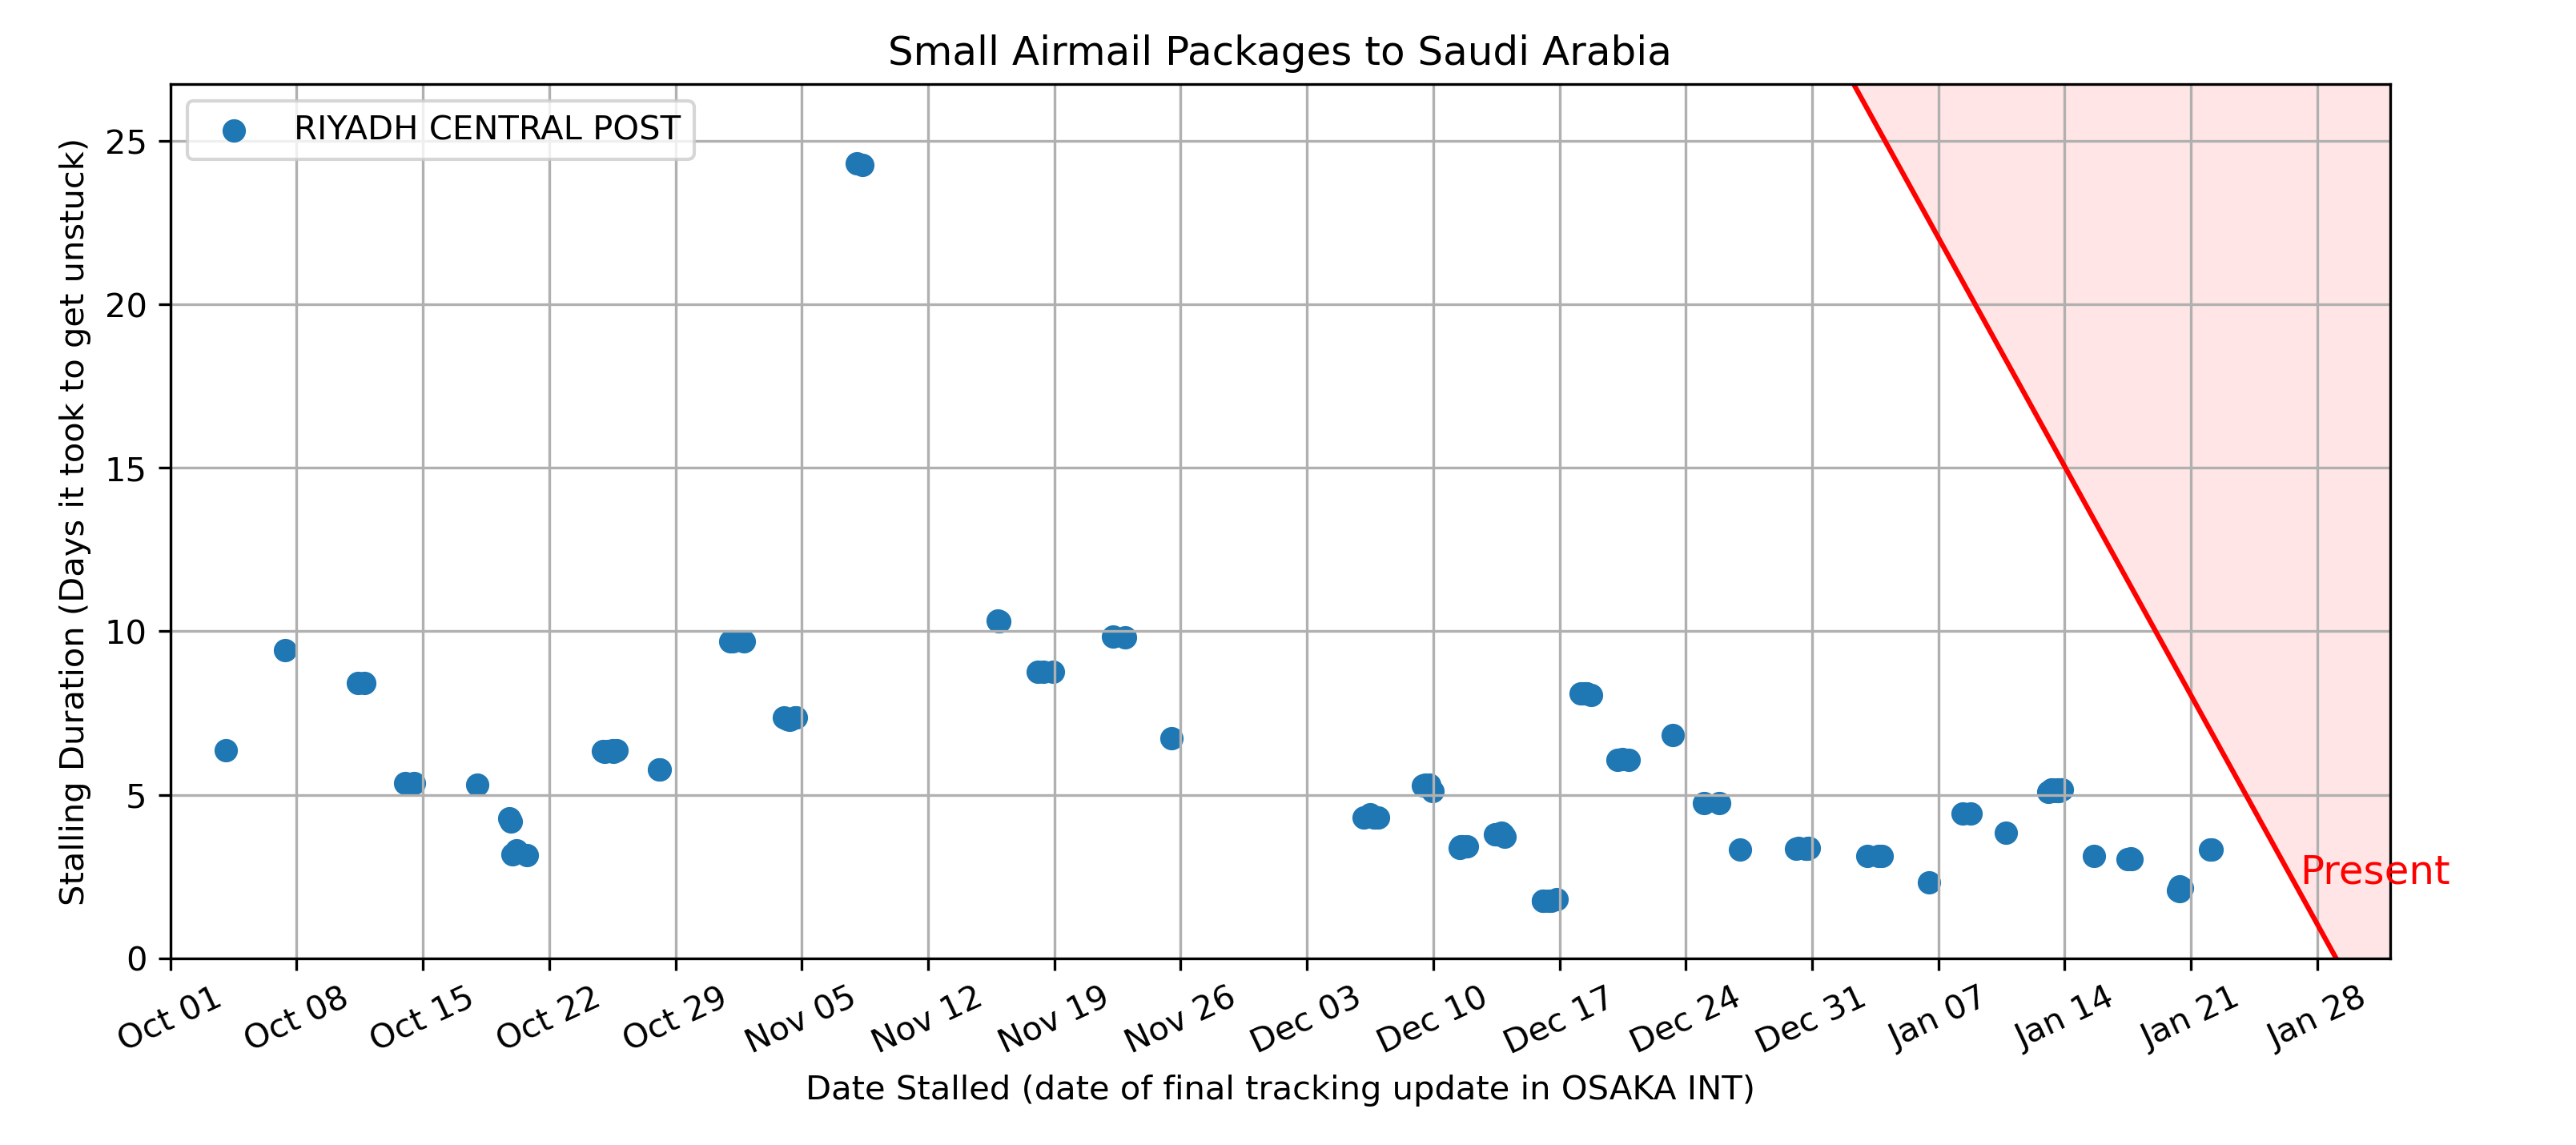 Small Airmail Packages to Saudi Arabia
RIYADH CENTRAL POST
Stalling Duration (Days it took to get unstuck)
25
20
15
10
5
0
Present
Oct 01 Oct 08 Oct 15 Oct 22 Oct 29 Nov 05 Nov 12 Nov 19 Nov 26 Dec 03 Dec 10 Dec 17 Dec 24 Dec 31 Jan 07 Jan 14 Jan 21 Jan 28
Date Stalled (date of final tracking update in OSAKA INT)